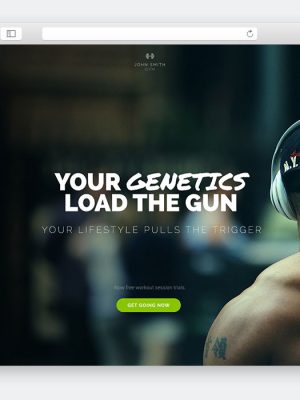 JOHN SMITH
GYM
YOUR GENETICS
LOAD THE GUN
YOUR LIFESTYLE PULLS THE TRIGGER
Now free workout session trials
GET GOING NOW
N.Y.